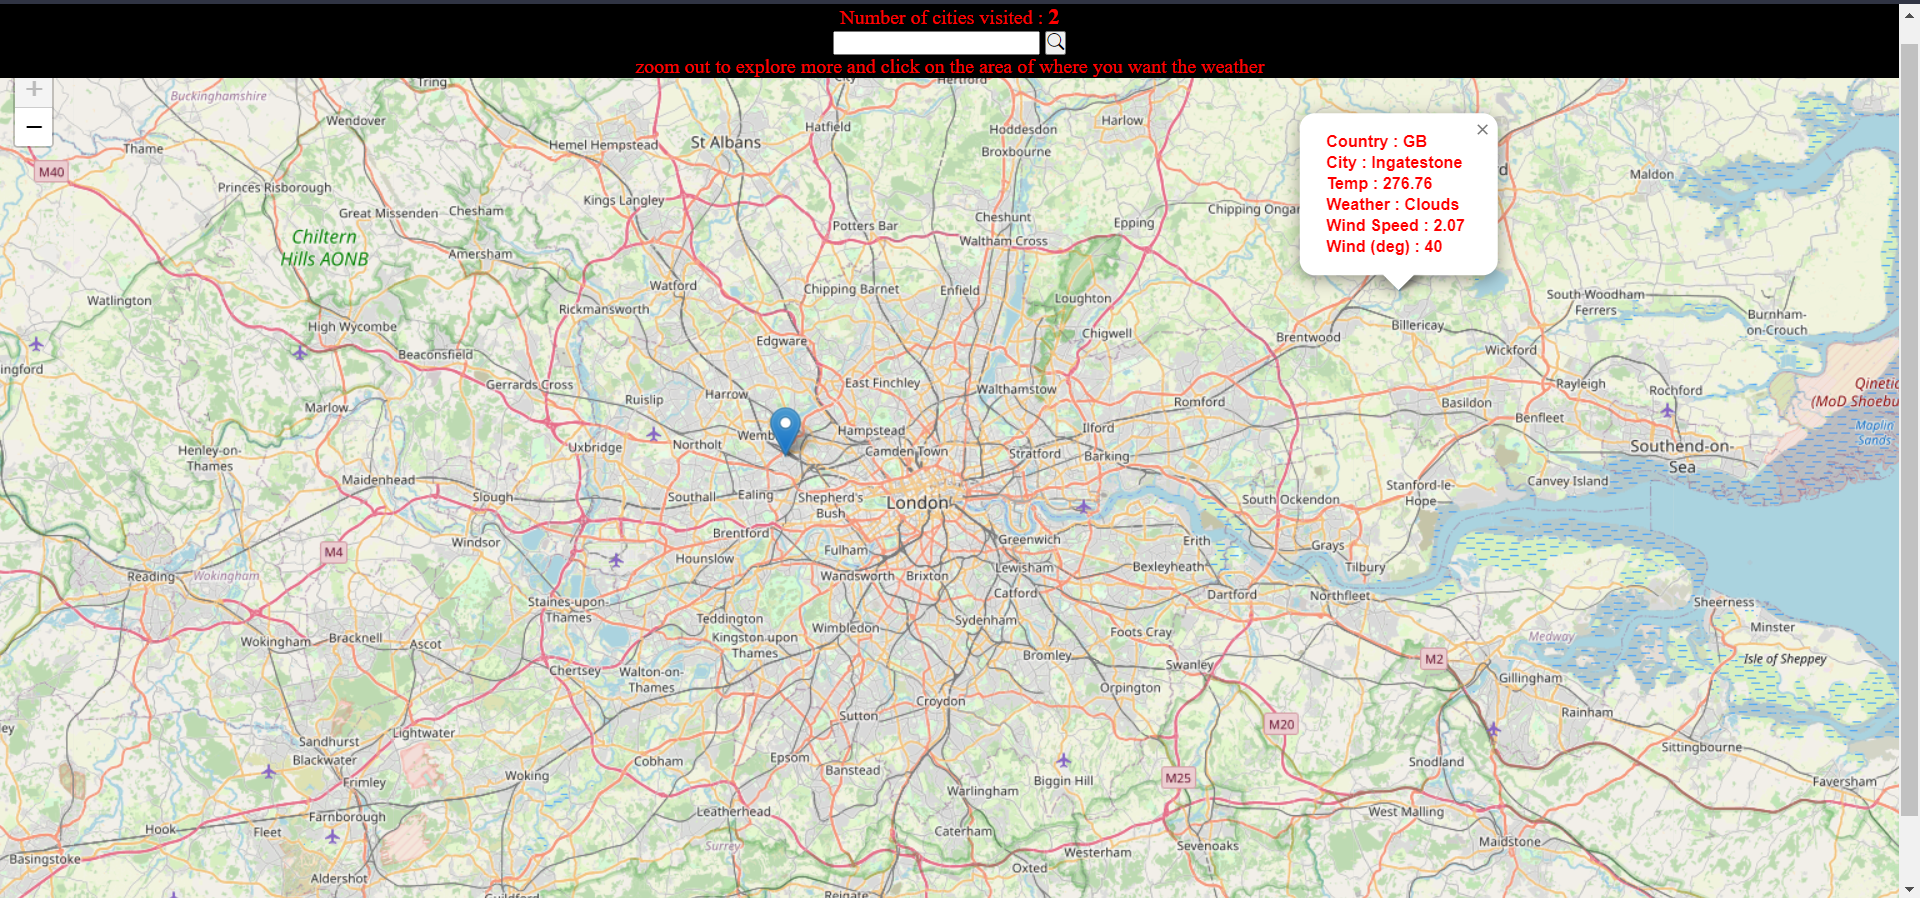 Number of cities visited : 2
zoom out to explore more and click on the area of where you want the weather
+
−
×
Country : GB
City : Ingatestone
Temp : 276.76
Weather : Clouds
Wind Speed : 2.07
Wind (deg) : 40
Tring
Hertford
Buckinghamshire
Wendover
Hatfield
Hoddesdon
Harlow
Broxbourne
Thame
Hemel Hempstead
St Albans
M40
Maldon
Princes Risborough
Kings Langley
Great Missenden
Chesham
Cheshunt
Chipping Ongar
Potters Bar
Epping
Chiltern
Hills AONB
Waltham Cross
Amersham
Watford
Chipping Barnet
Enfield
Loughton
South Woodham
Ferrers
Watlington
Rickmansworth
High Wycombe
Chigwell
Billericay
Burnham-
on-Crouch
Edgware
Brentwood
Wickford
Beaconsfield
ingford
Gerrards Cross
East Finchley
Walthamstow
Rayleigh
Rochford
Qinetic
(MoD Shoebu
Harrow
Ruislip
Romford
Basildon
Benfleet
Marlow
Wemb
Hampstead
Ilford
Maplin
Sands
Uxbridge
Northolt
Camden Town
Stratford
Barking
Southend-on-
Sea
Henley-on-
Thames
Maidenhead
Slough
Southall
Ealing
Shepherd's
Bush
London
South Ockendon
Stanford-le-
Hope
Canvey Island
M4
Windsor
Brentford
Greenwich
Erith
Grays
Hounslow
Fulham
Lewisham
Bexleyheath
Tilbury
Reading
Wokingham
Wandsworth
Brixton
Catford
Dartford
Northfleet
Staines-upon-
Thames
Teddington
Sydenham
Sheerness
Wokingham
Bracknell
Ascot
Kingston upon
Thames
Wimbledon
Foots Cray
Medway
Minster
Chertsey
Walton-on-
Thames
Bromley
Swanley
M2
Isle of Sheppey
Orpington
Gillingham
Croydon
Sutton
M20
Rainham
ley
Lightwater
Sandhurst
Blackwater
Sittingbourne
Epsom
Cobham
Banstead
Biggin Hill
M25
Snodland
Faversham
Woking
Frimley
Warlingham
Farnborough
Leatherhead
West Malling
Hook
Fleet
Caterham
Maidstone
Surrey
Westerham
Sevenoaks
Basingstoke
Oxted
Aldershot
Reigate
Guildford